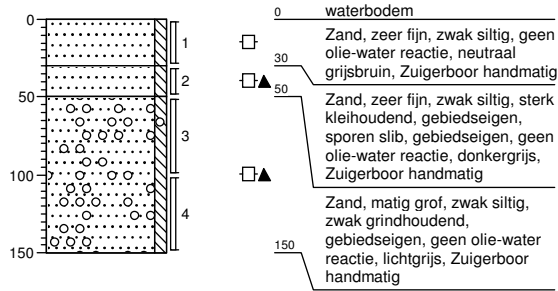 0
50
100
150
1
2
3
4
0
waterbodem
Zand, zeer fijn, zwak siltig, geen
olie-water reactie, neutraal
grijsbruin, Zuigerboor handmatig
30
50
Zand, zeer fijn, zwak siltig, sterk
kleihoudend, gebiedseigen,
sporen slib, gebiedseigen, geen
olie-water reactie, donkergrijs,
Zuigerboor handmatig
Zand, matig grof, zwak siltig,
zwak grindhoudend,
gebiedseigen, geen olie-water
reactie, lichtgrijs, Zuigerboor
handmatig
150